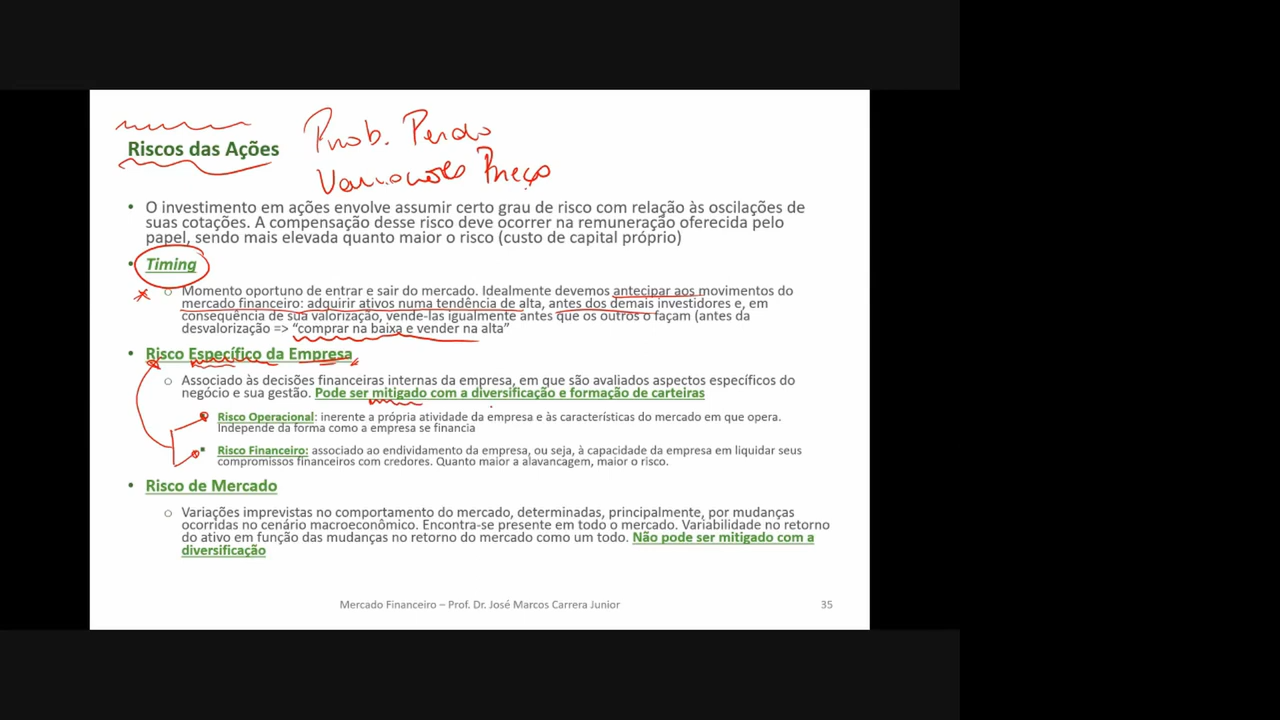 Prob. Perda
Riscos das Ações
Variações Preço
• O investimento em ações envolve assumir certo grau de risco com relação às oscilações de
suas cotações. A compensação desse risco deve ocorrer na remuneração oferecida pelo
papel, sendo mais elevada quanto maior o risco (custo de capital próprio)
• Timing
○ Momento oportuno de entrar e sair do mercado. Idealmente devemos antecipar aos movimentos do
mercado financeiro: adquirir ativos numa tendência de alta, antes dos demais investidores e, em
consequência de sua valorização, vende-las igualmente antes que os outros o façam (antes da
desvalorização => “comprar na baixa e vender na alta”
• Risco Específico da Empresa
○ Associado às decisões financeiras internas da empresa, em que são avaliados aspectos específicos do
negócio e sua gestão. Pode ser mitigado com a diversificação e formação de carteiras
▪ Risco Operacional: inerente a própria atividade da empresa e às características do mercado em que opera.
Independe da forma como a empresa se financia
▪ Risco Financeiro: associado ao endividamento da empresa, ou seja, à capacidade da empresa em liquidar seus
compromissos financeiros com credores. Quanto maior a alavancagem, maior o risco.
• Risco de Mercado
○ Variações imprevistas no comportamento do mercado, determinadas, principalmente, por mudanças
ocorridas no cenário macroeconômico. Encontra-se presente em todo o mercado. Variabilidade no retorno
do ativo em função das mudanças no retorno do mercado como um todo. Não pode ser mitigado com a
diversificação
Mercado Financeiro – Prof. Dr. José Marcos Carrera Junior 35